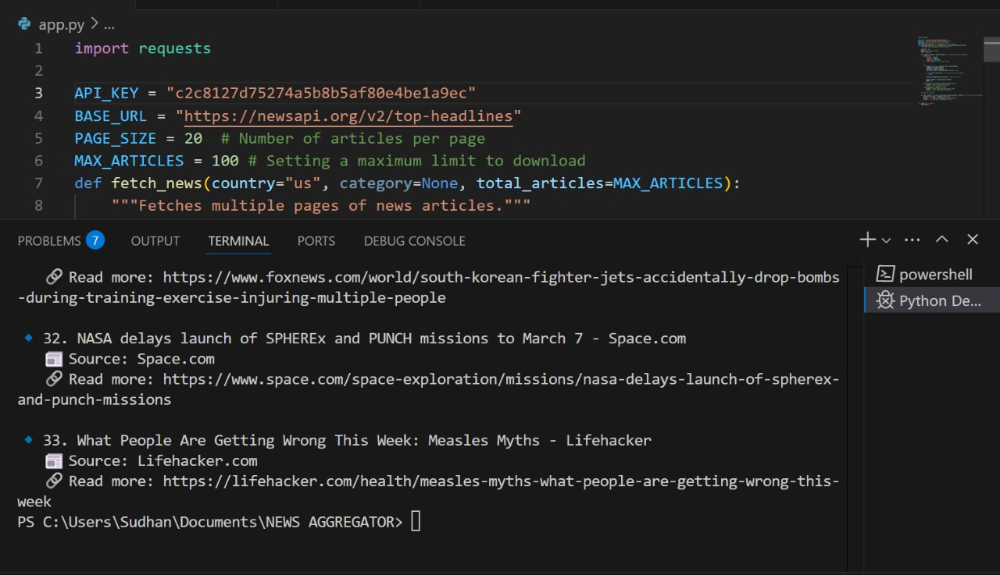 app.py > ...
1 import requests
2
3 API_KEY = "c2c8127d75274a5b8b5af80e4be1a9ec"
4 BASE_URL = "https://newsapi.org/v2/top-headlines"
5 PAGE_SIZE = 20  # Number of articles per page
6 MAX_ARTICLES = 100 # Setting a maximum limit to download
7 def fetch_news(country="us", category=None, total_articles=MAX_ARTICLES):
8     """Fetches multiple pages of news articles."""
PROBLEMS 7 OUTPUT TERMINAL PORTS DEBUG CONSOLE
🔗 Read more: https://www.foxnews.com/world/south-korean-fighter-jets-accidentally-drop-bombs
-during-training-exercise-injuring-multiple-people
🔹 32. NASA delays launch of SPHEREx and PUNCH missions to March 7 - Space.com
📰 Source: Space.com
🔗 Read more: https://www.space.com/space-exploration/missions/nasa-delays-launch-of-spherex-
and-punch-missions
🔹 33. What People Are Getting Wrong This Week: Measles Myths - Lifehacker
📰 Source: Lifehacker.com
🔗 Read more: https://lifehacker.com/health/measles-myths-what-people-are-getting-wrong-this-
week
PS C:\Users\Sudhan\Documents\NEWS AGGREGATOR>
powershell
Python De...